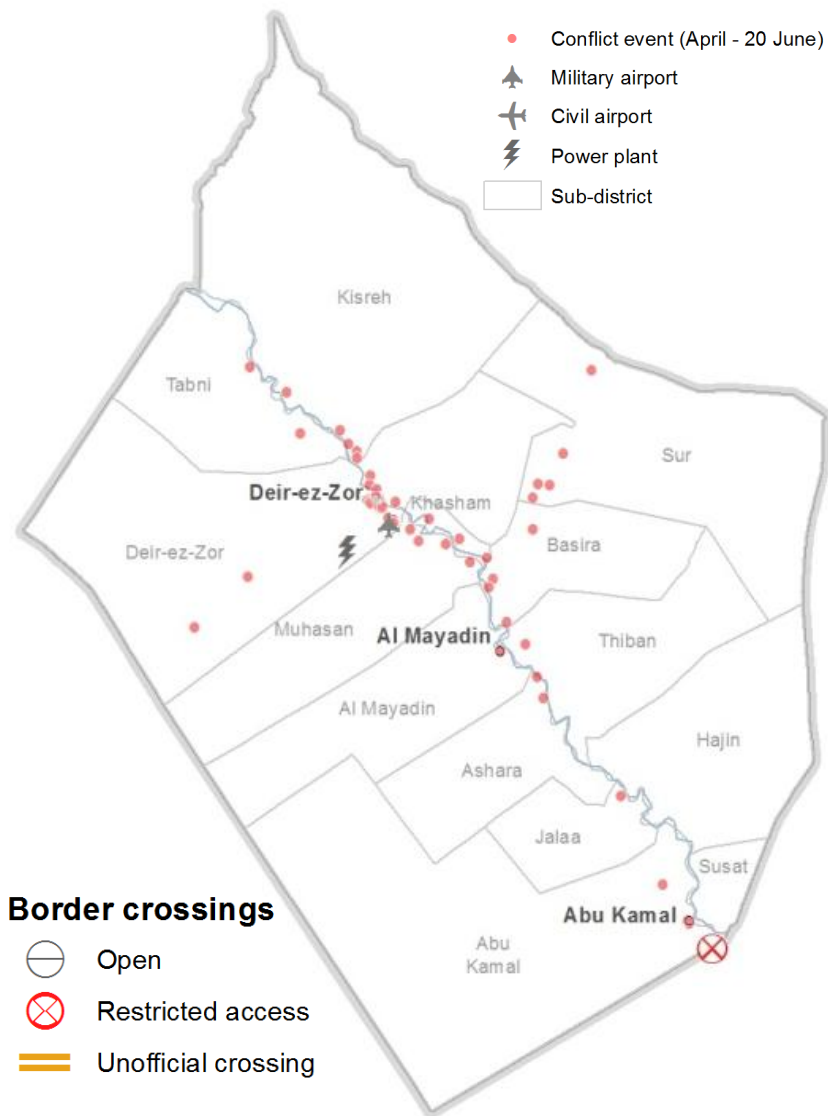 Conflict event (April - 20 June)
Military airport
Civil airport
Power plant
Sub-district
Kisreh
Tabni
Sur
Deir-ez-Zor
Khasham
Deir-ez-Zor
Basira
Muhasan
Al Mayadin
Thiban
Al Mayadin
Hajin
Ashara
Jalaa
Susat
Abu Kamal
Abu
Kamal
Border crossings
Open
Restricted access
Unofficial crossing